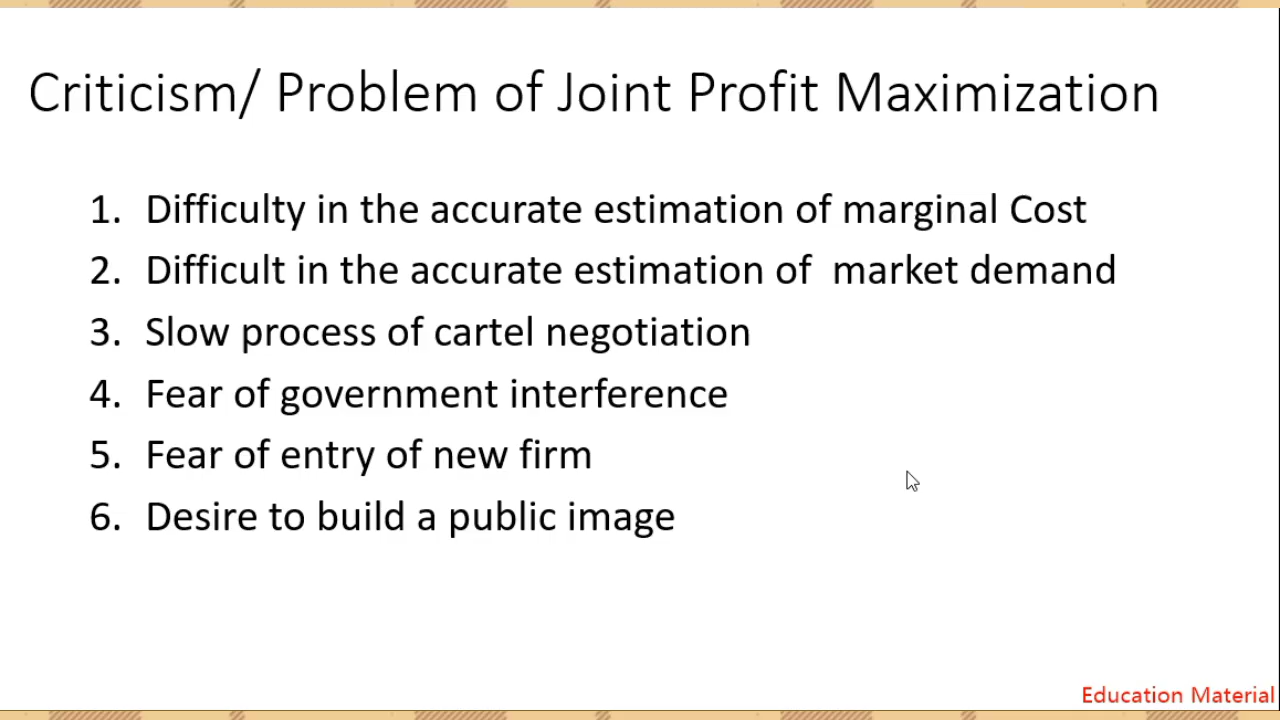 Criticism/ Problem of Joint Profit Maximization
1. Difficulty in the accurate estimation of marginal Cost
2. Difficult in the accurate estimation of  market demand
3. Slow process of cartel negotiation
4. Fear of government interference
5. Fear of entry of new firm
6. Desire to build a public image
Education Material